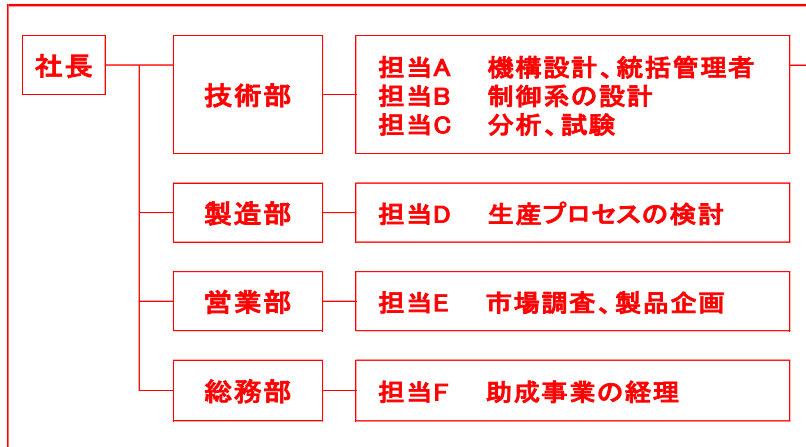 社長
技術部
担当A 機構設計、統括管理者
担当B 制御系の設計
担当C 分析、試験
製造部
担当D 生産プロセスの検討
営業部
担当E 市場調査、製品企画
総務部
担当F 助成事業の経理